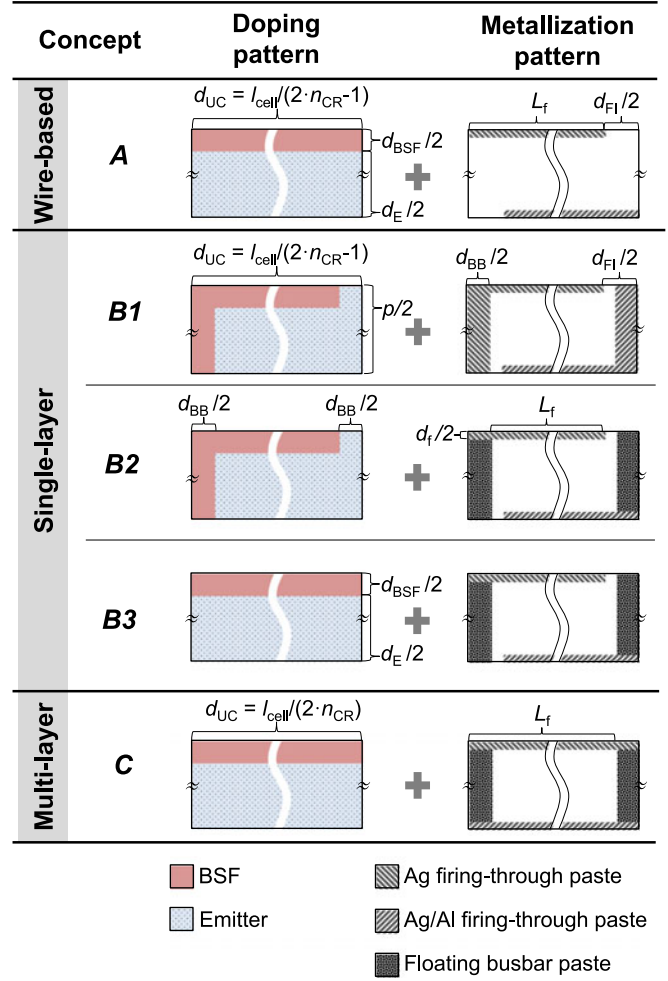 Concept
Doping pattern
Metallization pattern
Wire-based
A
d_UC = l_cell/(2·n_CR-1)
d_BSF/2
d_E/2
L_f
d_FI/2
Single-layer
B1
d_UC = l_cell/(2·n_CR-1)
p/2
d_BB/2
d_FI/2
B2
d_BB/2
d_BB/2
d_f/2
L_f
B3
d_BSF/2
d_E/2
Multi-layer
C
d_UC = l_cell/(2·n_CR)
L_f
BSF
Emitter
Ag firing-through paste
Ag/Al firing-through paste
Floating busbar paste